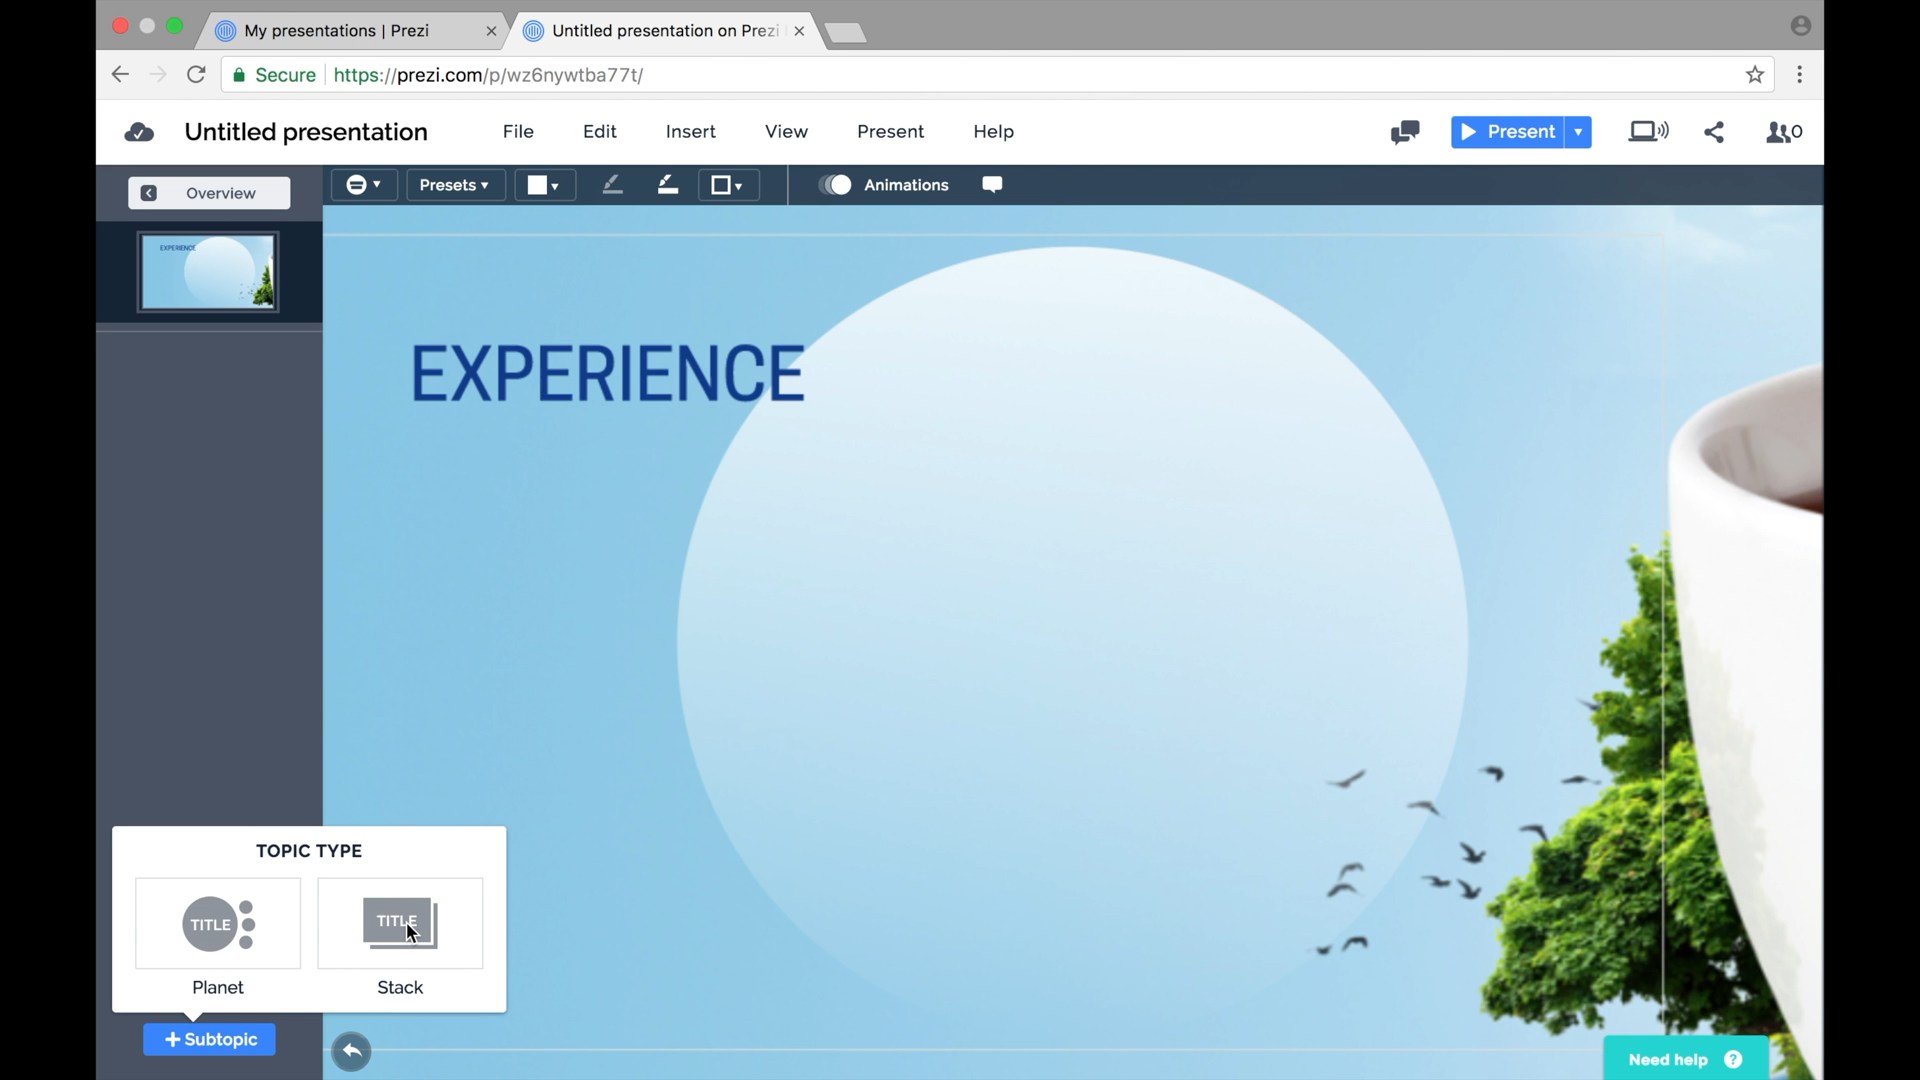 My presentations | Prezi
Untitled presentation on Prezi
Secure
https://prezi.com/p/wz6nywtba77t/
Untitled presentation
File
Edit
Insert
View
Present
Help
Present
0
Overview
Presets
Animations
EXPERIENCE
EXPERIENCE
TOPIC TYPE
TITLE
TITLE
Planet
Stack
+ Subtopic
Need help ?